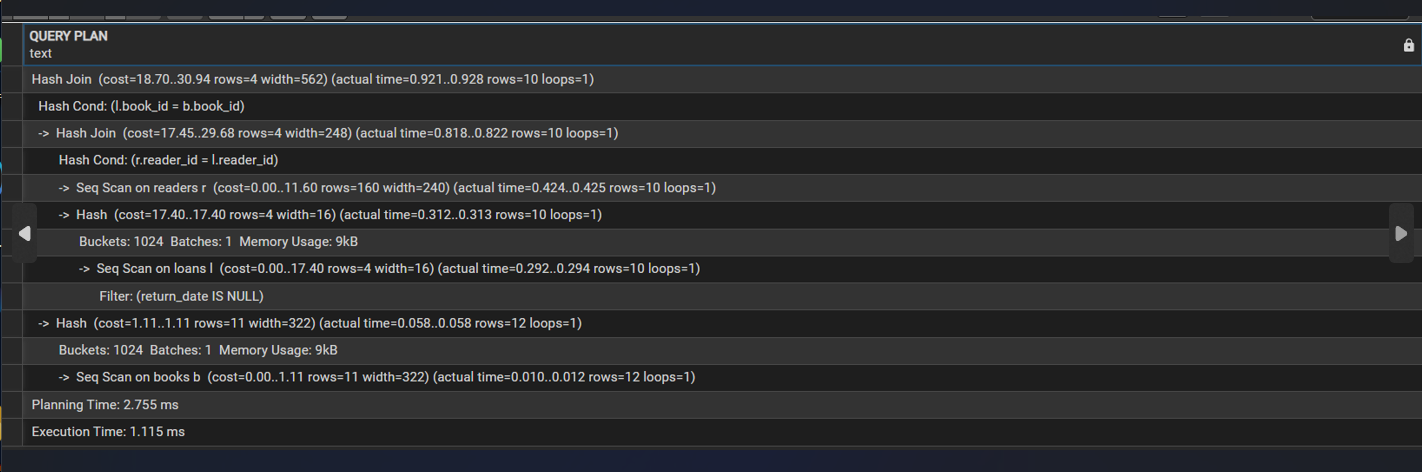 QUERY PLAN
text
Hash Join  (cost=18.70..30.94 rows=4 width=562) (actual time=0.921..0.928 rows=10 loops=1)
Hash Cond: (l.book_id = b.book_id)
->  Hash Join  (cost=17.45..29.68 rows=4 width=248) (actual time=0.818..0.822 rows=10 loops=1)
Hash Cond: (r.reader_id = l.reader_id)
->  Seq Scan on readers r  (cost=0.00..11.60 rows=160 width=240) (actual time=0.424..0.425 rows=10 loops=1)
->  Hash  (cost=17.40..17.40 rows=4 width=16) (actual time=0.312..0.313 rows=10 loops=1)
Buckets: 1024  Batches: 1  Memory Usage: 9kB
->  Seq Scan on loans l  (cost=0.00..17.40 rows=4 width=16) (actual time=0.292..0.294 rows=10 loops=1)
Filter: (return_date IS NULL)
->  Hash  (cost=1.11..1.11 rows=11 width=322) (actual time=0.058..0.058 rows=12 loops=1)
Buckets: 1024  Batches: 1  Memory Usage: 9kB
->  Seq Scan on books b  (cost=0.00..1.11 rows=11 width=322) (actual time=0.010..0.012 rows=12 loops=1)
Planning Time: 2.755 ms
Execution Time: 1.115 ms